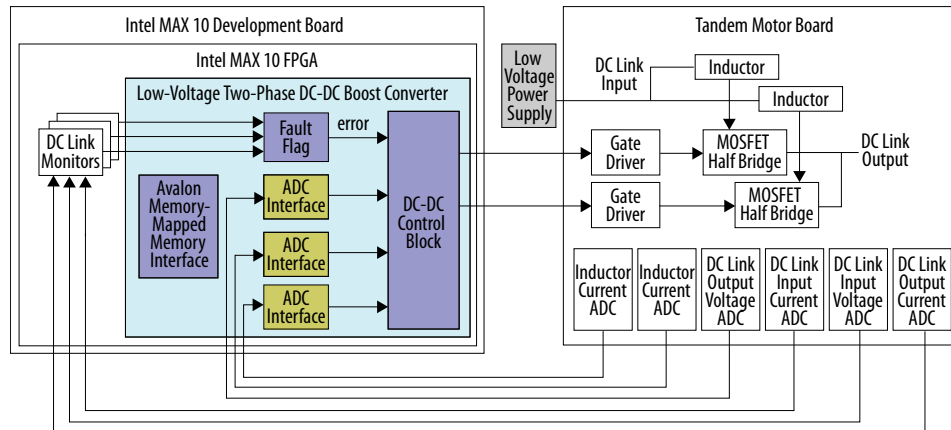 Intel MAX 10 Development Board
Intel MAX 10 FPGA
Low-Voltage Two-Phase DC-DC Boost Converter
DC Link
Monitors
Fault
Flag
error
Avalon
Memory-
Mapped
Memory
Interface
ADC
Interface
ADC
Interface
ADC
Interface
DC-DC
Control
Block
Low
Voltage
Power
Supply
Tandem Motor Board
DC Link
Input
Inductor
Inductor
Gate
Driver
MOSFET
Half Bridge
DC Link
Output
Gate
Driver
MOSFET
Half Bridge
Inductor
Current
ADC
Inductor
Current
ADC
DC Link
Output
Voltage
ADC
DC Link
Input
Current
ADC
DC Link
Input
Voltage
ADC
DC Link
Output
Current
ADC